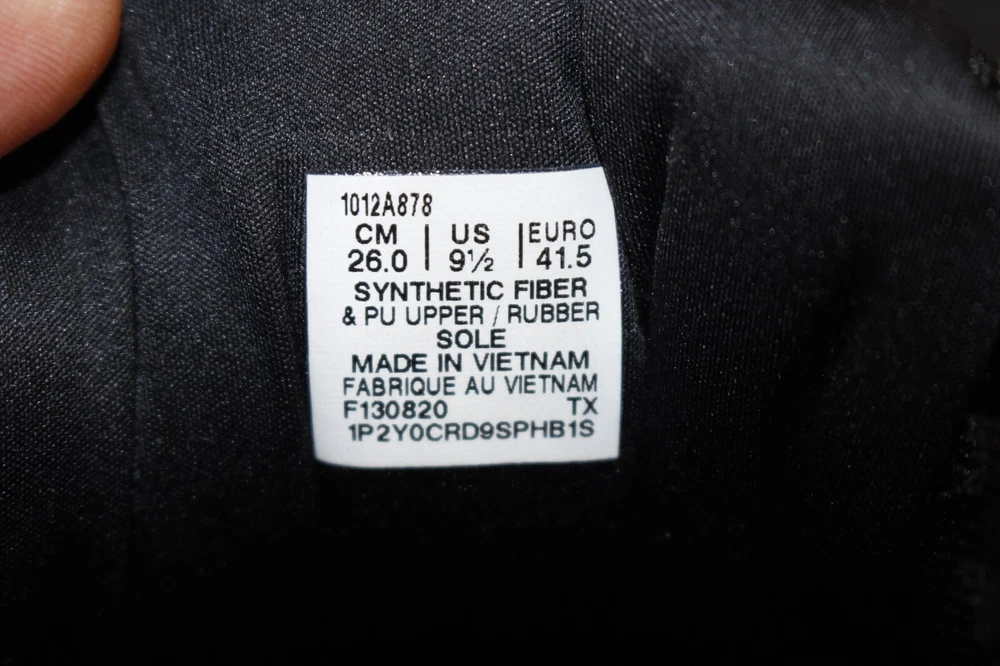 1012A878
CM | US | EURO
26.0 | 9½ | 41.5
SYNTHETIC FIBER
& PU UPPER / RUBBER
SOLE
MADE IN VIETNAM
FABRIQUE AU VIETNAM
F130820 TX
1P2Y0CRD9SPHB1S